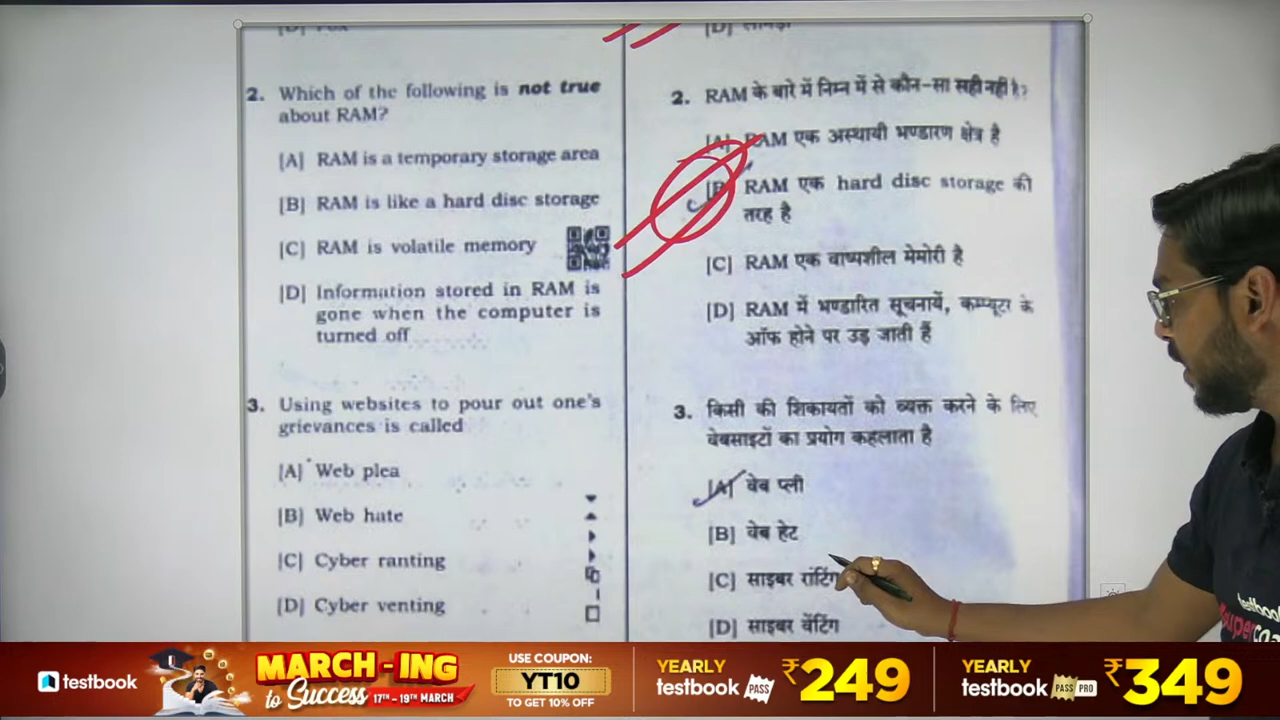 [D] Fox
2. Which of the following is not true
about RAM?
[A] RAM is a temporary storage area
[B] RAM is like a hard disc storage
[C] RAM is volatile memory
[D] Information stored in RAM is
gone when the computer is
turned off
3. Using websites to pour out one's
grievances is called
[A] Web plea
[B] Web hate
[C] Cyber ranting
[D] Cyber venting
[D]
2. RAM के बारे में निम्न में से कौन-सा सही नहीं है?
[A] RAM एक अस्थायी भण्डारण क्षेत्र है
[B] RAM एक hard disc storage की
तरह है
[C] RAM एक वाष्पशील मेमोरी है
[D] RAM में भण्डारित सूचनायें, कम्प्यूटर के
ऑफ होने पर उड़ जाती हैं
3. किसी की शिकायतों को व्यक्त करने के लिए
वेबसाइटों का प्रयोग कहलाता है
[A] वेब प्ली
[B] वेब हेट
[C] साइबर रांटिंग
[D] साइबर वेंटिंग
testbook
testbook
MARCH-ING
to Success 17TH - 19TH MARCH
USE COUPON:
YT10
TO GET 10% OFF
YEARLY
testbook PASS
₹249
YEARLY
testbook PASS PRO
₹349